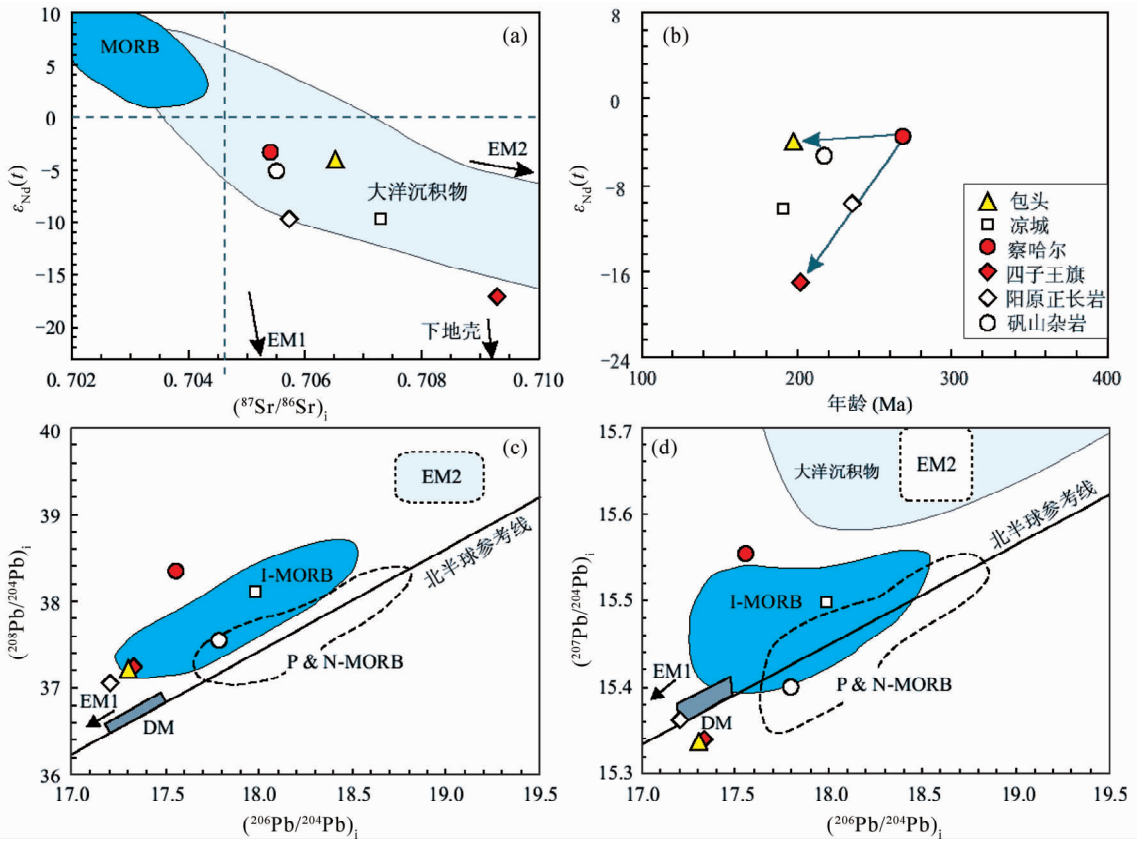 (a)
10
5
0
−5
−10
−15
−20
MORB
EM2
大洋沉积物
EM1
下地壳
0.702
0.704
0.706
0.708
0.710
(⁸⁷Sr/⁸⁶Sr)ᵢ
εNd(t)
(b)
8
0
−8
−16
−24
包头
凉城
察哈尔
四子王旗
阳原正长岩
矾山杂岩
100
200
300
400
年龄 (Ma)
εNd(t)
(c)
40
39
38
37
36
EM2
北半球参考线
I-MORB
P & N-MORB
EM1
DM
17.0
17.5
18.0
18.5
19.0
19.5
(²⁰⁶Pb/²⁰⁴Pb)ᵢ
(²⁰⁸Pb/²⁰⁴Pb)ᵢ
(d)
15.7
15.6
15.5
15.4
15.3
大洋沉积物
EM2
北半球参考线
I-MORB
P & N-MORB
EM1
DM
17.0
17.5
18.0
18.5
19.0
19.5
(²⁰⁶Pb/²⁰⁴Pb)ᵢ
(²⁰⁷Pb/²⁰⁴Pb)ᵢ